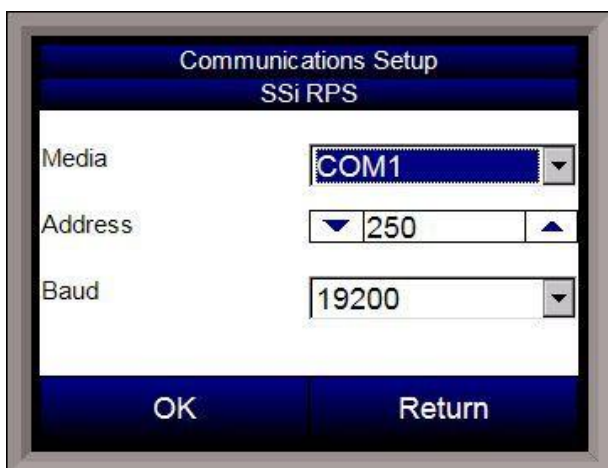 Communications Setup
SSi RPS
Media COM1
Address 250
Baud 19200
OK Return